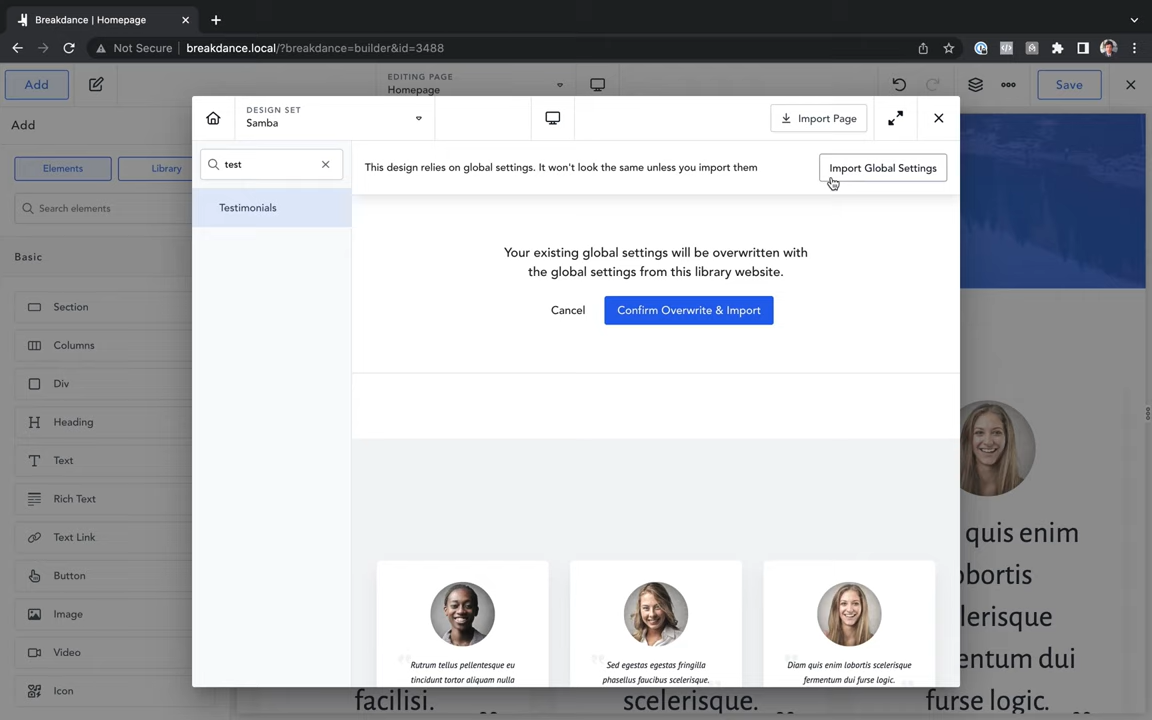 Breakdance | Homepage
Not Secure
breakdance.local/?breakdance=builder&id=3488
Add
EDITING PAGE
Homepage
Save
Add
Elements
Library
Search elements
Basic
Section
Columns
Div
Heading
Text
Rich Text
Text Link
Button
Image
Video
Icon
DESIGN SET
Samba
Import Page
test
Testimonials
This design relies on global settings. It won't look the same unless you import them
Import Global Settings
Your existing global settings will be overwritten with
the global settings from this library website.
Cancel
Confirm Overwrite & Import
Rutrum tellus pellentesque eu
tincidunt tortor aliquam nulla
Sed egestas egestas fringilla
phasellus faucibus scelerisque.
Diam quis enim lobortis scelerisque
fermentum dui furse logic.
quis enim
lobortis
scelerisque
entum dui
facilisi.
scelerisque.
furse logic.